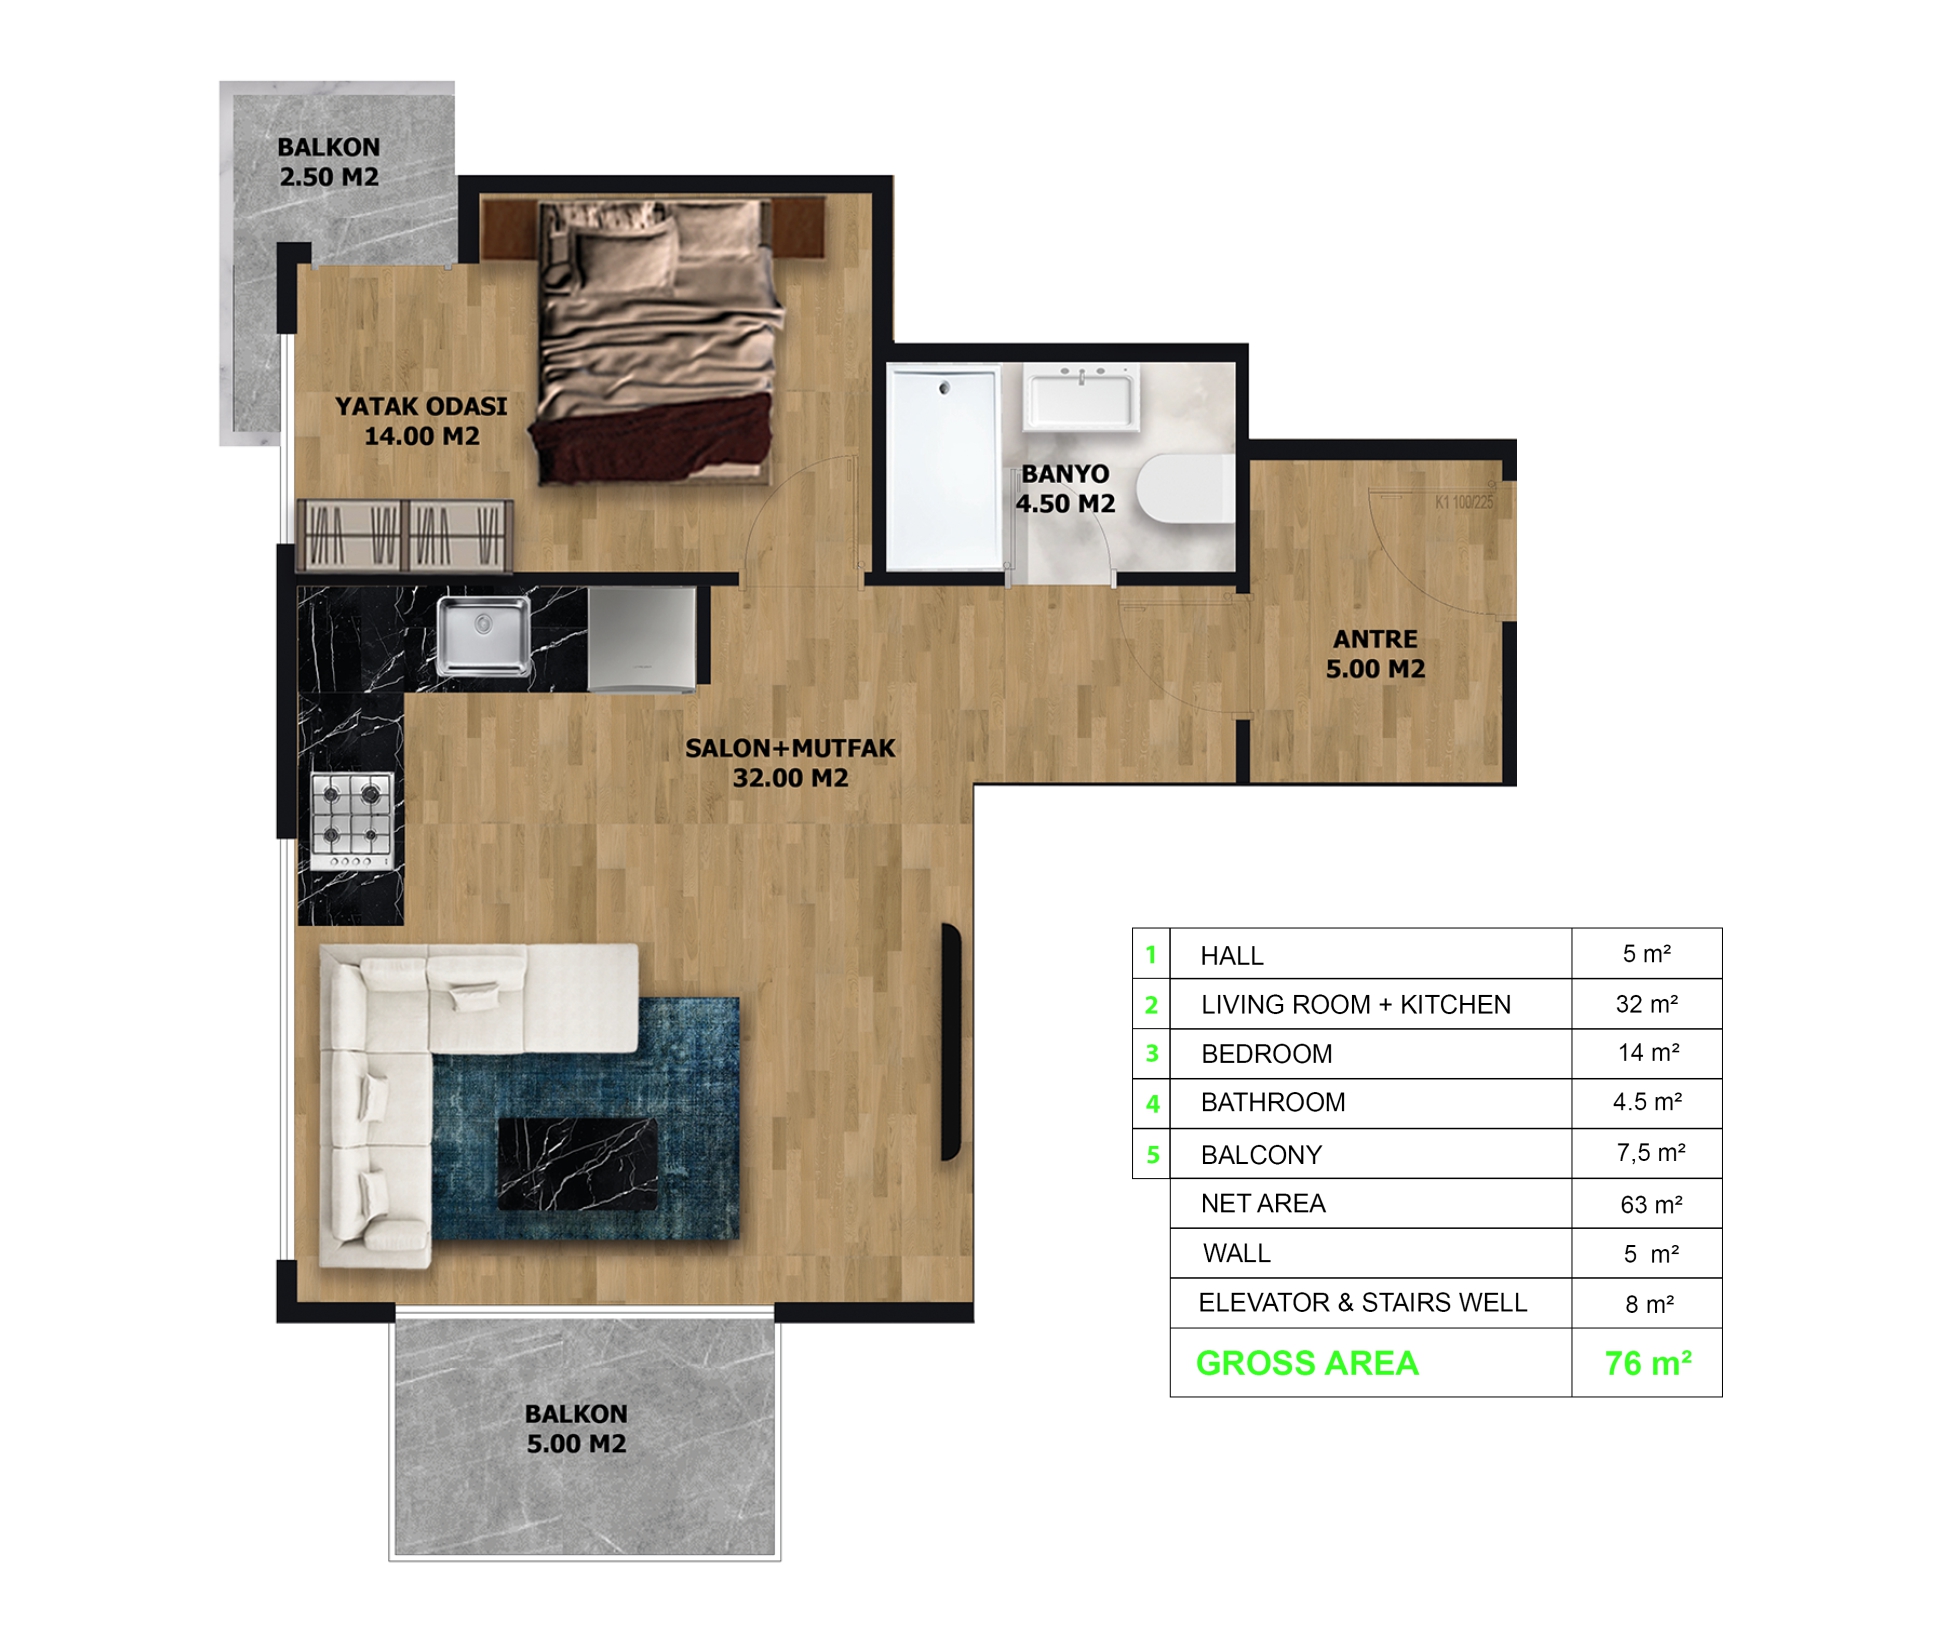 BALKON
2.50 M2
YATAK ODASI
14.00 M2
BANYO
4.50 M2
K1 100/225
ANTRE
5.00 M2
SALON+MUTFAK
32.00 M2
BALKON
5.00 M2
1 HALL 5 m²
2 LIVING ROOM + KITCHEN 32 m²
3 BEDROOM 14 m²
4 BATHROOM 4.5 m²
5 BALCONY 7,5 m²
NET AREA 63 m²
WALL 5 m²
ELEVATOR & STAIRS WELL 8 m²
GROSS AREA 76 m²